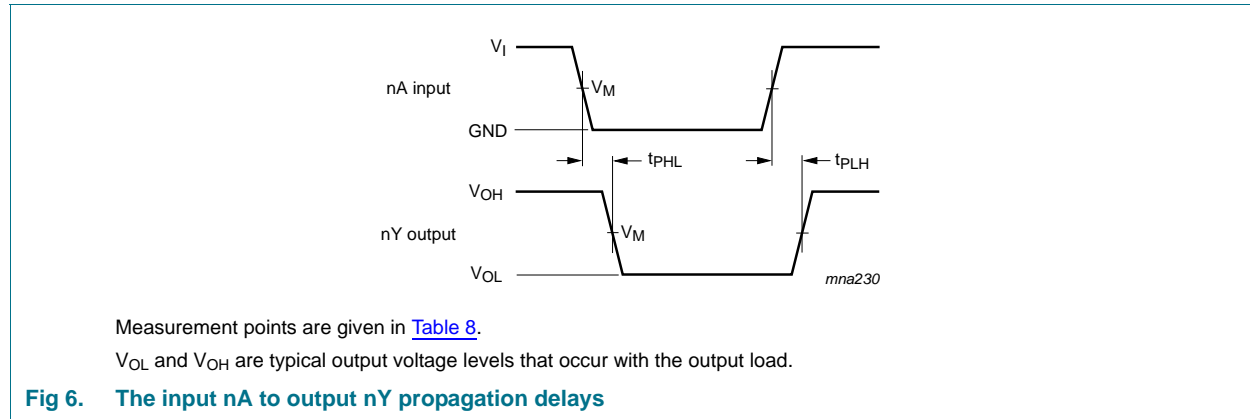 VI
nA input
VM
GND
tPHL
tPLH
VOH
nY output
VM
VOL
mna230
Measurement points are given in Table 8.
VOL and VOH are typical output voltage levels that occur with the output load.
Fig 6. The input nA to output nY propagation delays